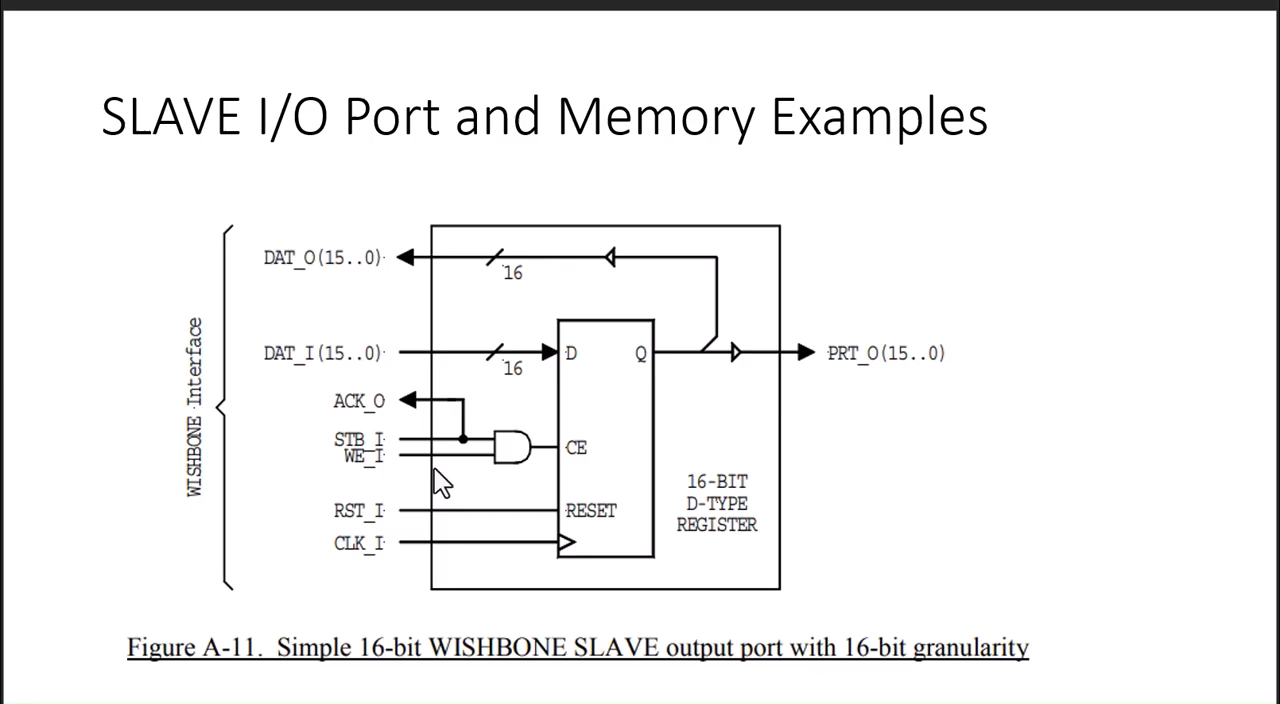 SLAVE I/O Port and Memory Examples
DAT_O(15..0)
16
DAT_I(15..0)
16
D
Q
PRT_O(15..0)
WISHBONE Interface
ACK_O
STB_I
WE_I
CE
16-BIT
D-TYPE
REGISTER
RST_I
RESET
CLK_I
Figure A-11. Simple 16-bit WISHBONE SLAVE output port with 16-bit granularity